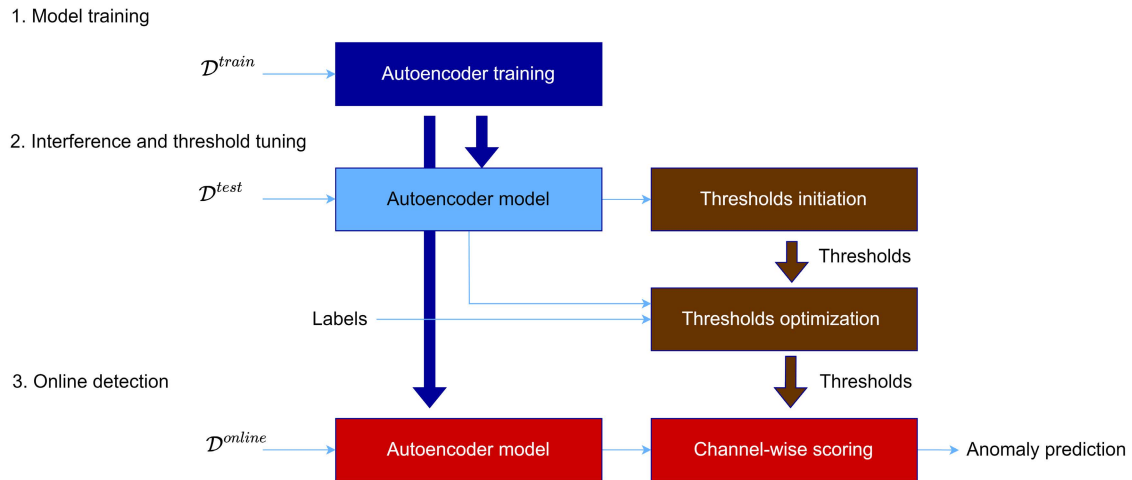 1. Model training
𝒟^{train}
Autoencoder training
2. Interference and threshold tuning
𝒟^{test}
Autoencoder model
Thresholds initiation
Thresholds
Labels
Thresholds optimization
3. Online detection
Thresholds
𝒟^{online}
Autoencoder model
Channel-wise scoring
Anomaly prediction